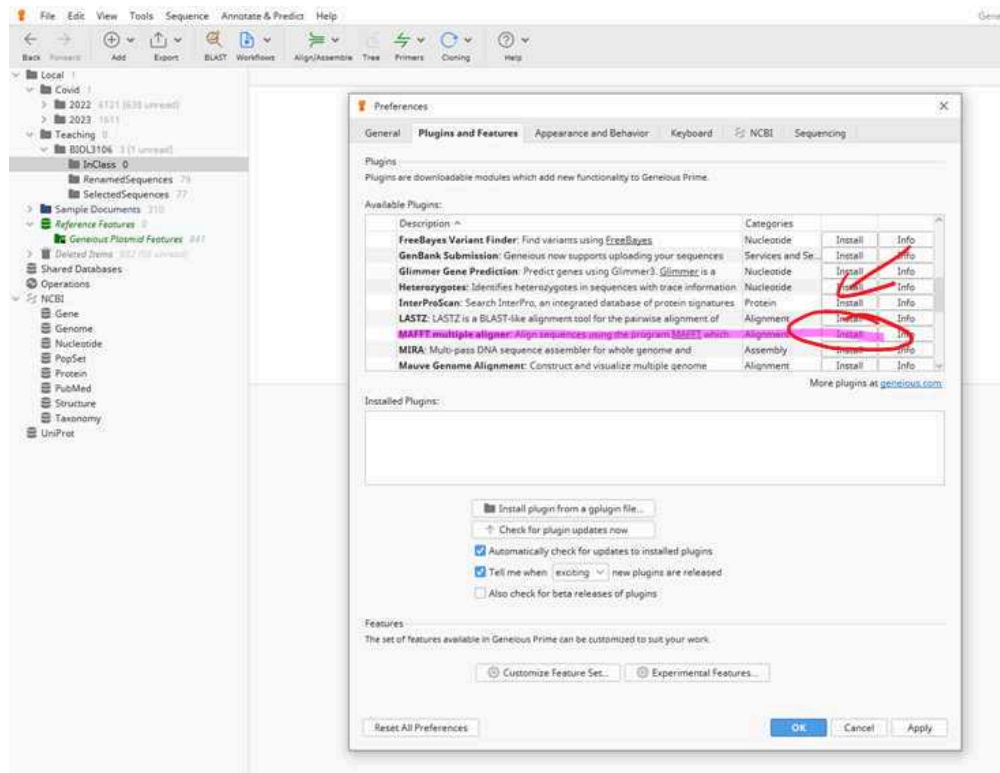 File Edit View Tools Sequence Annotate & Predict Help
Back Forward Add Export BLAST Workflows Align/Assemble Tree Primers Cloning Help
Local
Covid
2022
2023
Teaching
BIOL3106
InClass 0
RenamedSequences 79
SelectedSequences 77
Sample Documents 310
Reference Features
Geneious Plasmid Features
Deleted Items
Shared Databases
Operations
NCBI
Gene
Genome
Nucleotide
PopSet
Protein
PubMed
Structure
Taxonomy
UniProt
Preferences
General Plugins and Features Appearance and Behavior Keyboard NCBI Sequencing
Plugins
Plugins are downloadable modules which add new functionality to Geneious Prime.
Available Plugins:
Description Categories
FreeBayes Variant Finder: Find variants using FreeBayes Nucleotide Install Info
GenBank Submission: Geneious now supports uploading your sequences Services and Se... Install Info
Glimmer Gene Prediction: Predict genes using Glimmer3. Glimmer is a Nucleotide Install Info
Heterozygotes: Identifies heterozygotes in sequences with trace information Nucleotide Install Info
InterProScan: Search InterPro, an integrated database of protein signatures Protein Install Info
LASTZ: LASTZ is a BLAST-like alignment tool for the pairwise alignment of Alignment Install Info
MAFFT multiple aligner: Align sequences using the program MAFFT which Alignment Install Info
MIRA: Multi-pass DNA sequence assembler for whole genome and Assembly Install Info
Mauve Genome Alignment: Construct and visualize multiple genome Alignment Install Info
More plugins at geneious.com
Installed Plugins:
Install plugin from a gplugin file...
Check for plugin updates now
Automatically check for updates to installed plugins
Tell me when exciting new plugins are released
Also check for beta releases of plugins
Features
The set of features available in Geneious Prime can be customized to suit your work.
Customize Feature Set... Experimental Features...
Reset All Preferences OK Cancel Apply